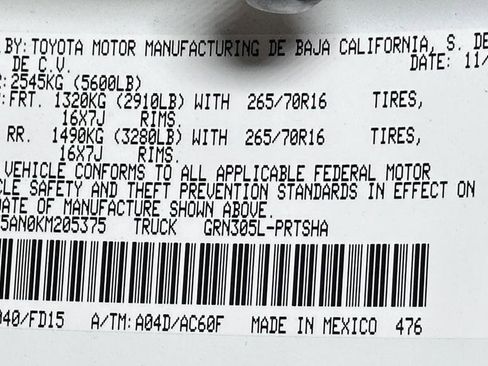 BY: TOYOTA MOTOR MANUFACTURING DE BAJA CALIFORNIA, S. DE
DE C.V. DATE: 11/
2545KG (5600LB)
FRT. 1320KG (2910LB) WITH 265/70R16 TIRES,
16X7J RIMS.
RR. 1490KG (3280LB) WITH 265/70R16 TIRES,
16X7J RIMS.
VEHICLE CONFORMS TO ALL APPLICABLE FEDERAL MOTOR
CLE SAFETY AND THEFT PREVENTION STANDARDS IN EFFECT ON
DATE OF MANUFACTURE SHOWN ABOVE.
5AN0KM205375 TRUCK GRN305L-PRTSHA
040/FD15 A/TM: A04D/AC60F MADE IN MEXICO 476